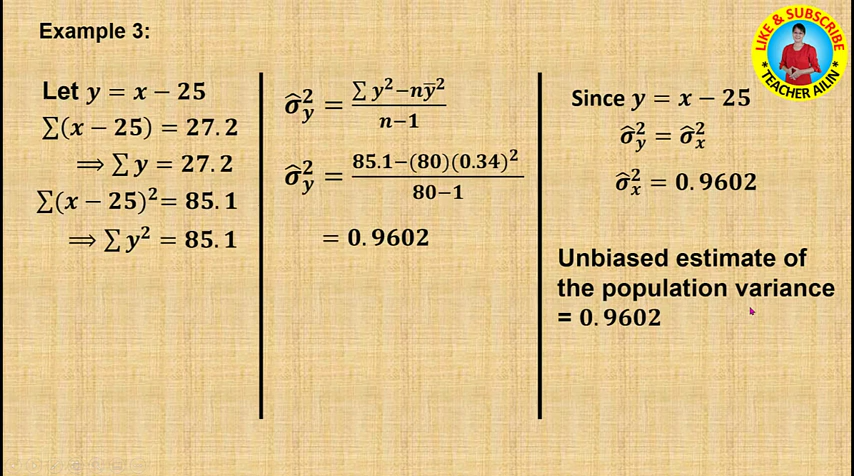 Example 3:
Let y = x − 25
∑(x − 25) = 27.2
⟹ ∑ y = 27.2
∑(x − 25)² = 85.1
⟹ ∑ y² = 85.1
σ̂²_y = (∑ y² − nȳ²) / (n−1)
σ̂²_y = (85.1−(80)(0.34)²) / (80−1)
= 0.9602
Since y = x − 25
σ̂²_y = σ̂²_x
σ̂²_x = 0.9602
Unbiased estimate of
the population variance
= 0.9602
LIKE & SUBSCRIBE
* TEACHER AILIN *